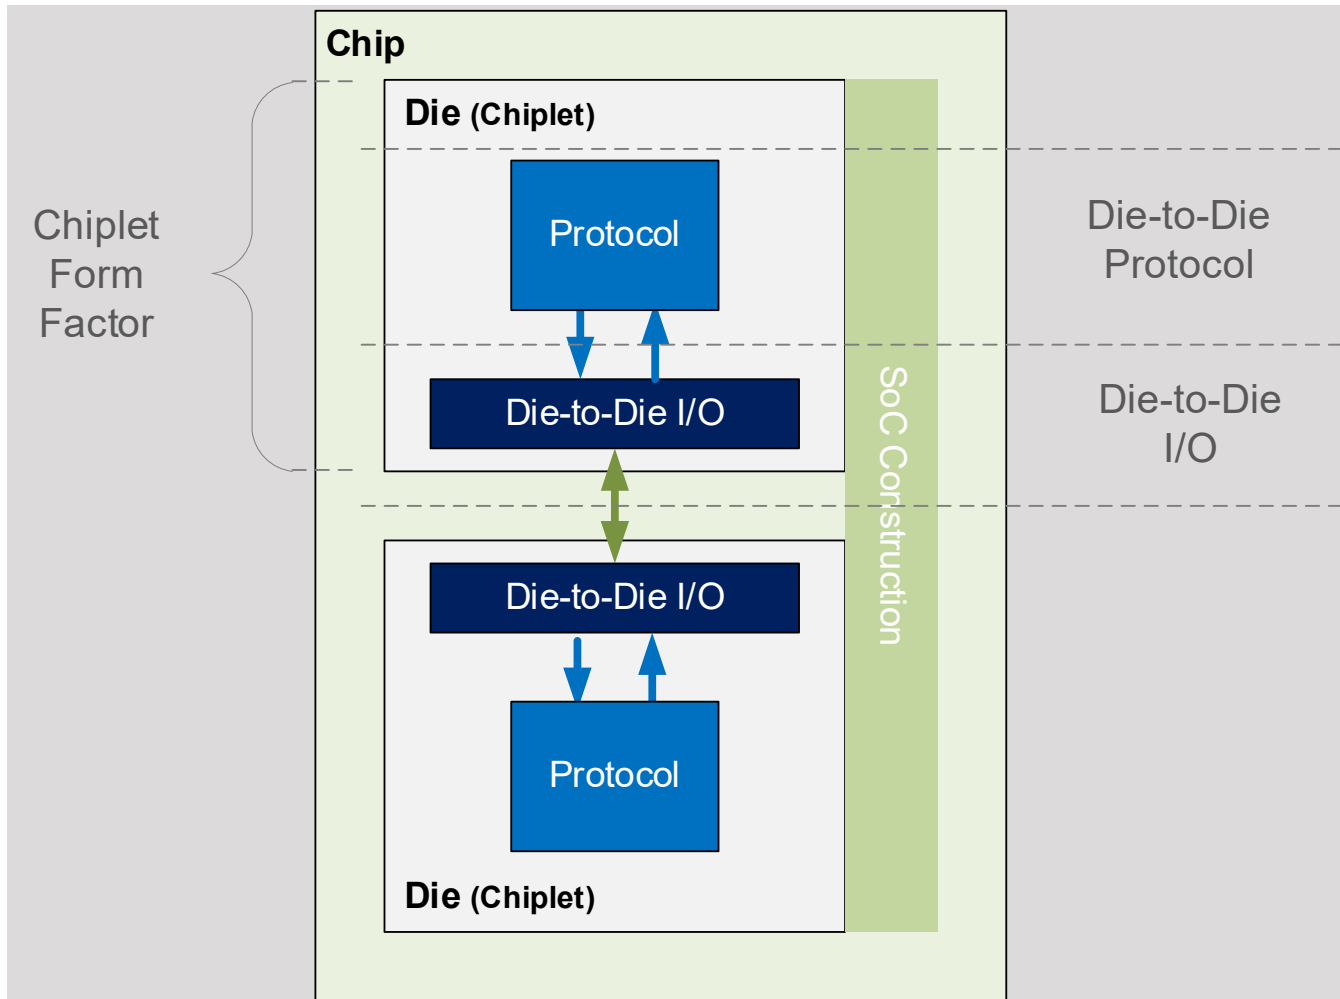 Chip
Die (Chiplet)
Protocol
Die-to-Die I/O
Chiplet
Form
Factor
Die-to-Die
Protocol
Die-to-Die
I/O
SoC Construction
Die-to-Die I/O
Protocol
Die (Chiplet)